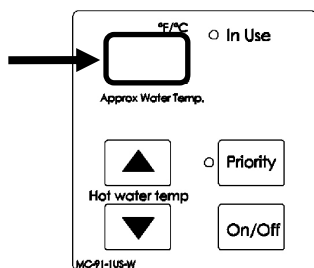 °F/°C
In Use
Approx Water Temp.
Priority
Hot water temp
On/Off
MC-91-1US-W